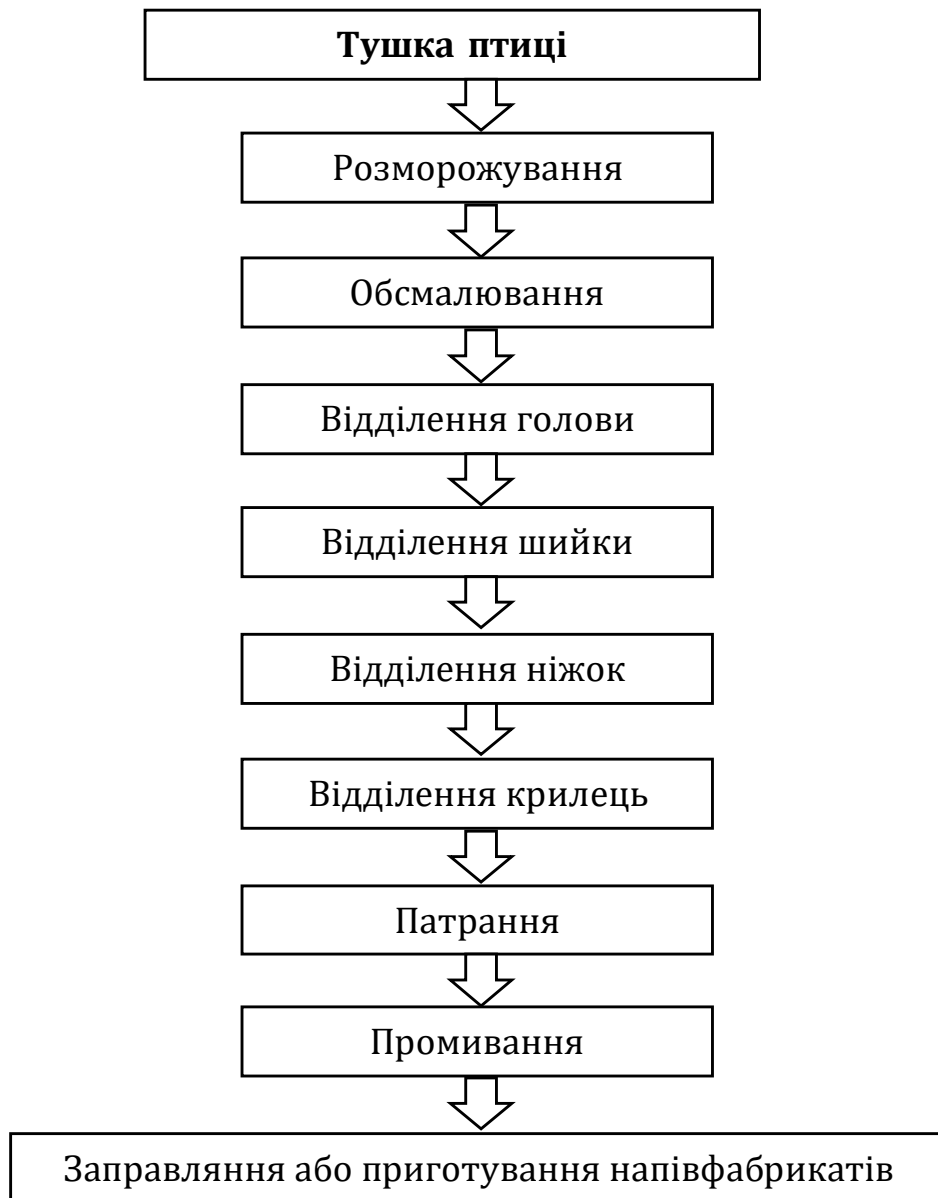 Тушка птиці
Розморожування
Обсмалювання
Відділення голови
Відділення шийки
Відділення ніжок
Відділення крилець
Патрання
Промивання
Заправляння або приготування напівфабрикатів